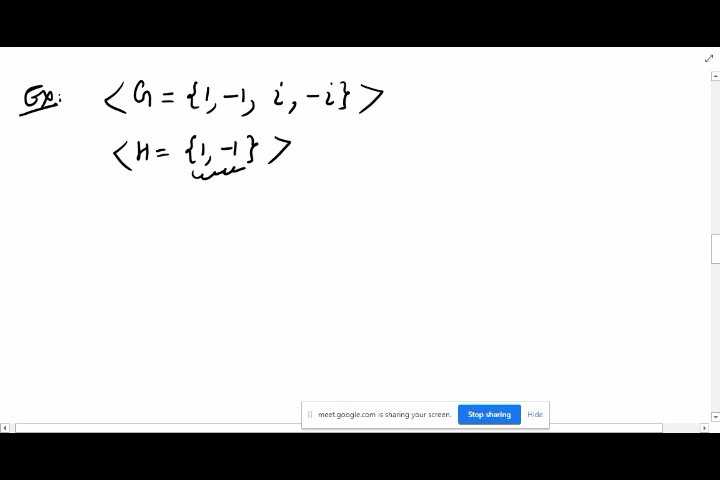 Ex: < G = {1, -1, i, -i} >
< H = {1, -1} >
meet.google.com is sharing your screen. Stop sharing Hide